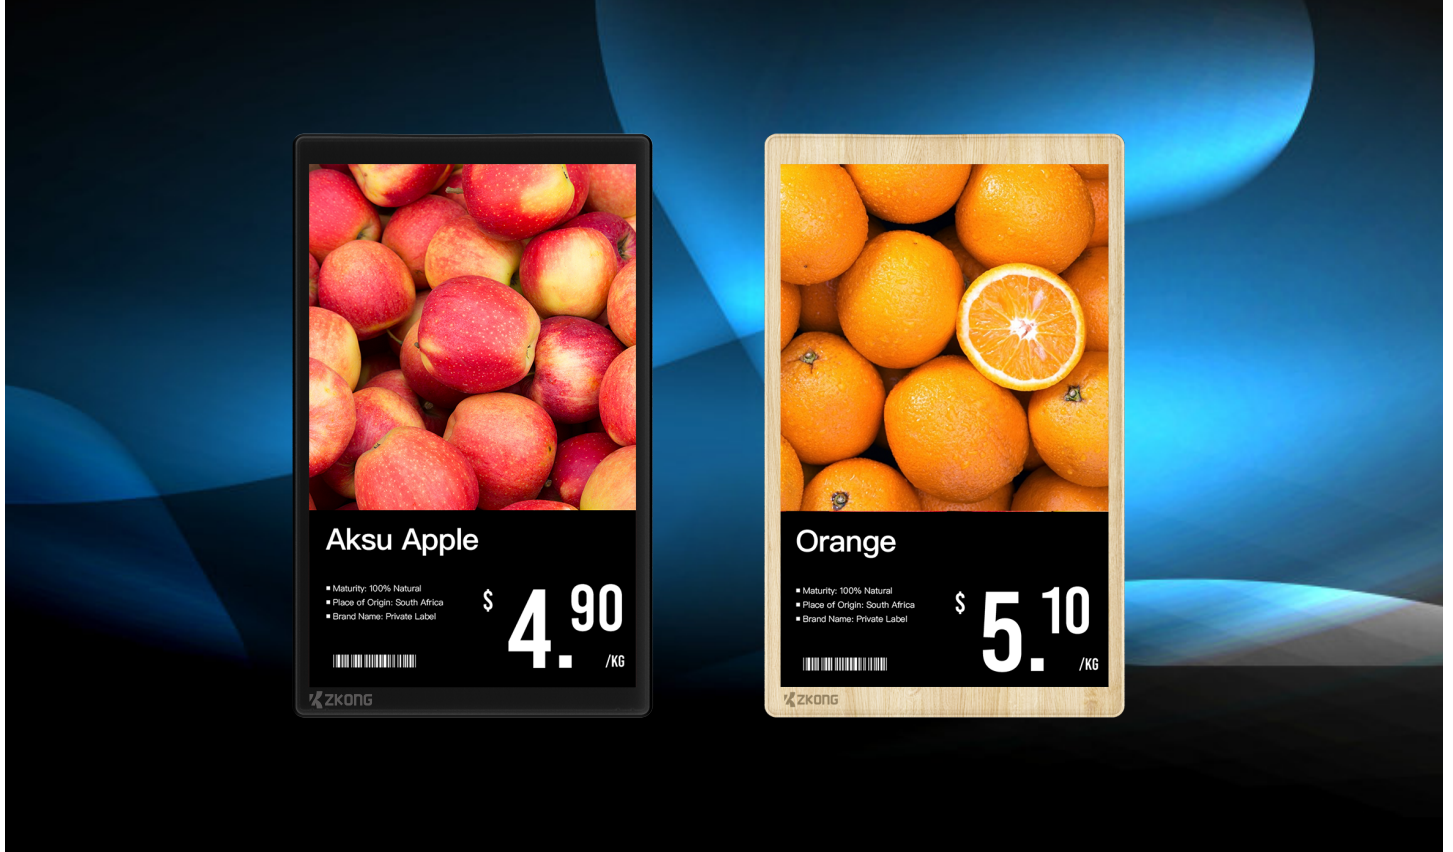 Aksu Apple
■ Maturity: 100% Natural
■ Place of Origin: South Africa
■ Brand Name: Private Label
$ 4.90 /KG
ZKONG
Orange
■ Maturity: 100% Natural
■ Place of Origin: South Africa
■ Brand Name: Private Label
$ 5.10 /KG
ZKONG